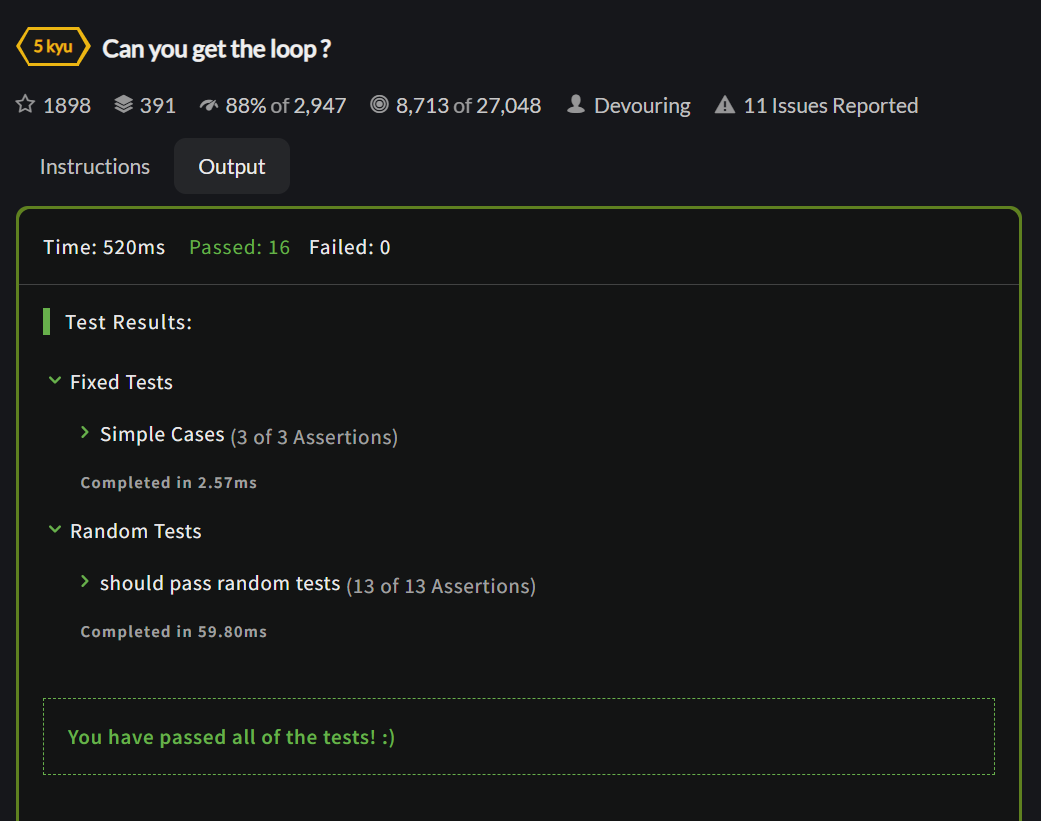 5 kyu Can you get the loop ?
1898 391 88% of 2,947 8,713 of 27,048 Devouring 11 Issues Reported
Instructions Output
Time: 520ms Passed: 16 Failed: 0
Test Results:
Fixed Tests
Simple Cases (3 of 3 Assertions)
Completed in 2.57ms
Random Tests
should pass random tests (13 of 13 Assertions)
Completed in 59.80ms
You have passed all of the tests! :)